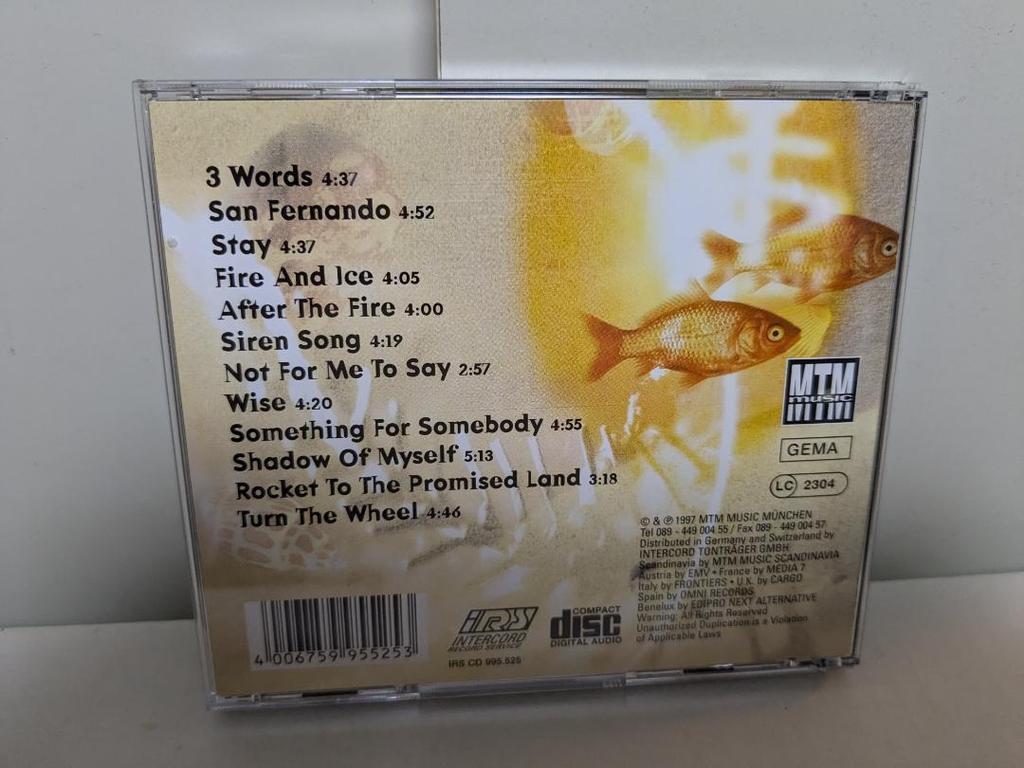 3 Words 4:37
San Fernando 4:52
Stay 4:37
Fire And Ice 4:05
After The Fire 4:00
Siren Song 4:19
Not For Me To Say 2:57
Wise 4:20
Something For Somebody 4:55
Shadow Of Myself 5:13
Rocket To The Promised Land 3:18
Turn The Wheel 4:46
MTM
music
MTM
GEMA
LC 2304
© & ℗ 1997 MTM MUSIC MÜNCHEN
Tel 089 - 449 004 55 / Fax 089 - 449 004 57
Distributed in Germany and Switzerland by
INTERCORD TONTRÄGER GMBH
Scandinavia by MTM MUSIC SCANDINAVIA
Austria by EMV • France by MEDIA 7
Italy by FRONTIERS • U.K. by CARGO
Spain by OMNI RECORDS
Benelux by EDIPRO NEXT ALTERNATIVE
Warning: All Rights Reserved
Unauthorized Duplication is a Violation
of Applicable Laws
4 006759 955253
IRS
INTERCORD
RECORD SERVICE
IRS CD 995.525
COMPACT
disc
DIGITAL AUDIO